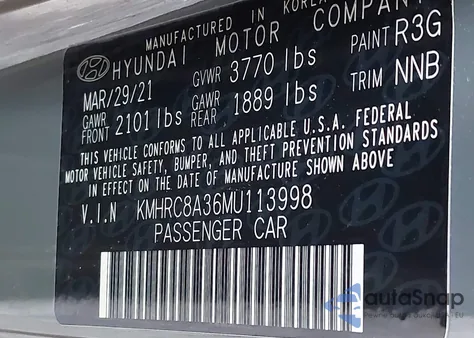 MANUFACTURED IN KOREA
HYUNDAI MOTOR COMPANY
MAR/29/21 GVWR 3770 lbs PAINT R3G
GAWR FRONT 2101 lbs GAWR REAR 1889 lbs TRIM NNB
THIS VEHICLE CONFORMS TO ALL APPLICABLE U.S.A. FEDERAL
MOTOR VEHICLE SAFETY, BUMPER, AND THEFT PREVENTION STANDARDS
IN EFFECT ON THE DATE OF MANUFACTURE SHOWN ABOVE
V.I.N KMHRC8A36MU113998
PASSENGER CAR
autaSnap